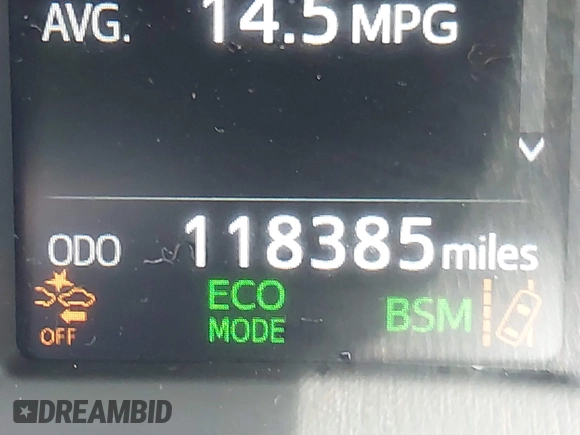 AVG. 14.5 MPG
ODO 118385 miles
OFF
ECO
MODE
BSM
DREAMBID